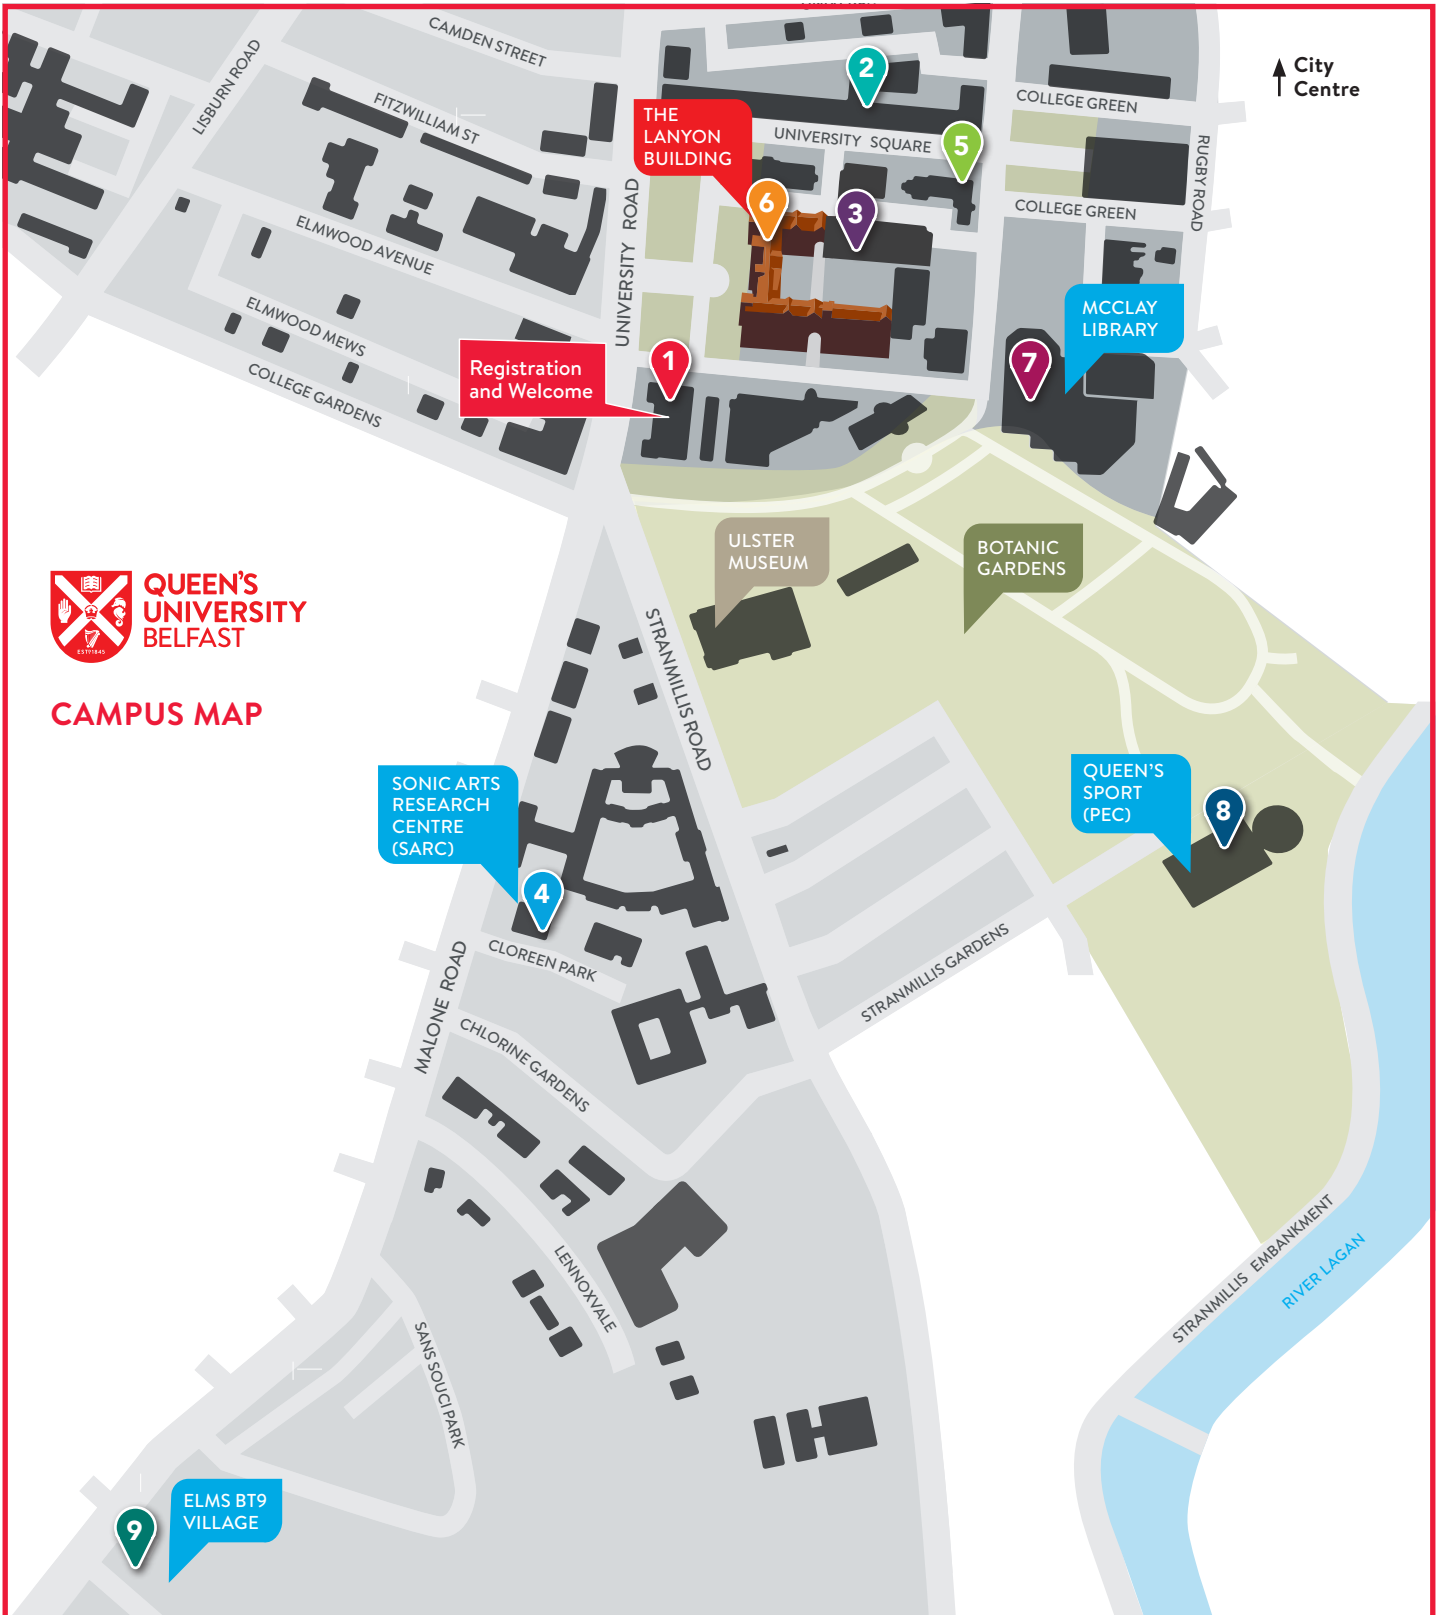 CAMDEN STREET
LISBURN ROAD
FITZWILLIAM ST
City
Centre
2
COLLEGE GREEN
THE
LANYON
BUILDING
UNIVERSITY SQUARE
5
RUGBY ROAD
6
3
COLLEGE GREEN
UNIVERSITY ROAD
ELMWOOD AVENUE
ELMWOOD MEWS
MCCLAY
LIBRARY
COLLEGE GARDENS
Registration
and Welcome
1
7
ULSTER
MUSEUM
BOTANIC
GARDENS
QUEEN'S
UNIVERSITY
BELFAST
EST 1845
CAMPUS MAP
STRANMILLIS ROAD
SONIC ARTS
RESEARCH
CENTRE
(SARC)
QUEEN'S
SPORT
(PEC)
8
4
CLOREEN PARK
MALONE ROAD
STRANMILLIS GARDENS
CHLORINE GARDENS
LENNOXVALE
STRANMILLIS EMBANKMENT
RIVER LAGAN
SANS SOUCI PARK
ELMS BT9
VILLAGE
9